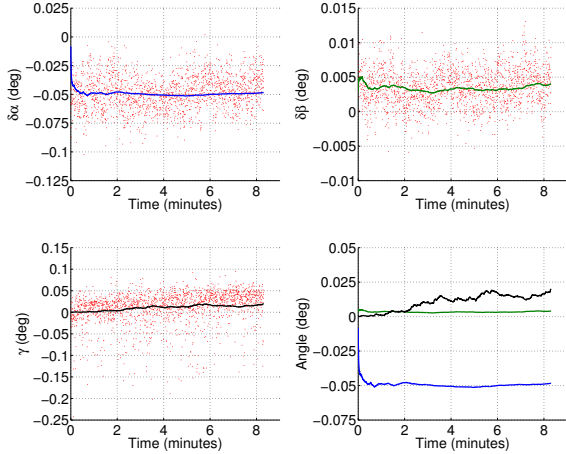 0.025
0
−0.025
−0.05
−0.075
−0.1
−0.125
δα (deg)
0 2 4 6 8
Time (minutes)
0.015
0.01
0.005
0
−0.005
−0.01
δβ (deg)
0 2 4 6 8
Time (minutes)
0.15
0.1
0.05
0
−0.05
−0.1
−0.15
−0.2
−0.25
γ (deg)
0 2 4 6 8
Time (minutes)
0.05
0.025
0
−0.025
−0.05
−0.075
Angle (deg)
0 2 4 6 8
Time (minutes)